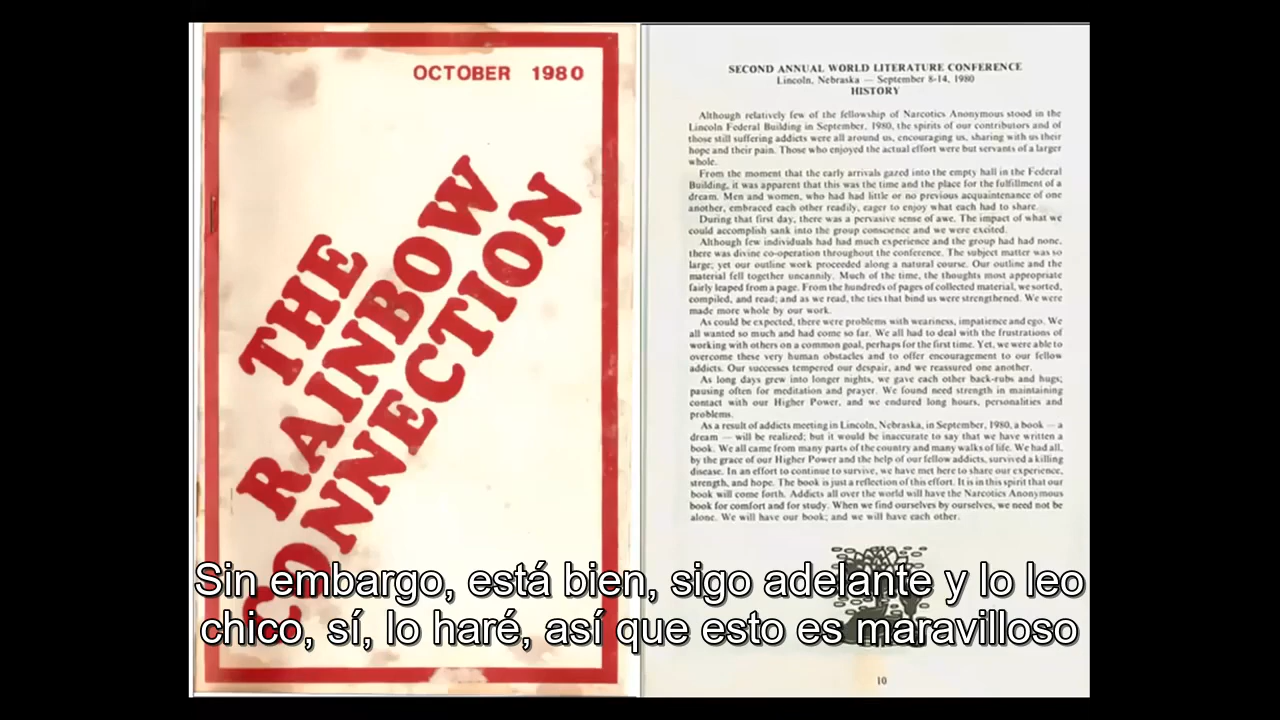 OCTOBER 1980
THE
RAINBOW
CONNECTION
SECOND ANNUAL WORLD LITERATURE CONFERENCE
Lincoln, Nebraska — September 8-14, 1980
HISTORY
Although relatively few of the fellowship of Narcotics Anonymous stood in the
Lincoln Federal Building in September, 1980, the spirits of our contributors and of
those still suffering addicts were all around us, encouraging us, sharing with us their
hope and their pain. Those who enjoyed the actual effort were but servants of a larger
whole.
From the moment that the early arrivals gazed into the empty hall in the Federal
Building, it was apparent that this was the time and the place for the fulfillment of a
dream. Men and women, who had had little or no previous acquaintenance of one
another, embraced each other readily, eager to enjoy what each had to share.
During that first day, there was a pervasive sense of awe. The impact of what we
could accomplish sank into the group conscience and we were excited.
Although few individuals had had much experience and the group had had none,
there was divine co-operation throughout the conference. The subject matter was so
large; yet our outline work proceeded along a natural course. Our outline and the
material fell together uncannily. Much of the time, the thoughts most appropriate
fairly leaped from a page. From the hundreds of pages of collected material, we sorted,
compiled, and read; and as we read, the ties that bind us were strengthened. We were
made more whole by our work.
As could be expected, there were problems with weariness, impatience and ego. We
all wanted so much and had come so far. We all had to deal with the frustrations of
working with others on a common goal, perhaps for the first time. Yet, we were able to
overcome these very human obstacles and to offer encouragement to our fellow
addicts. Our successes tempered our despair, and we reassured one another.
As long days grew into longer nights, we gave each other back-rubs and hugs;
pausing often for meditation and prayer. We found need strength in maintaining
contact with our Higher Power, and we endured long hours, personalities and
problems.
As a result of addicts meeting in Lincoln, Nebraska, in September, 1980, a book — a
dream — will be realized; but it would be inaccurate to say that we have written a
book. We all came from many parts of the country and many walks of life. We had all,
by the grace of our Higher Power and the help of our fellow addicts, survived a killing
disease. In an effort to continue to survive, we have met here to share our experience,
strength, and hope. The book is just a reflection of this effort. It is in this spirit that our
book will come forth. Addicts all over the world will have the Narcotics Anonymous
book for comfort and for study. When we find ourselves by ourselves, we need not be
alone. We will have our book; and we will have each other.
Sin embargo, está bien, sigo adelante y lo leo
chico, sí, lo haré, así que esto es maravilloso
10